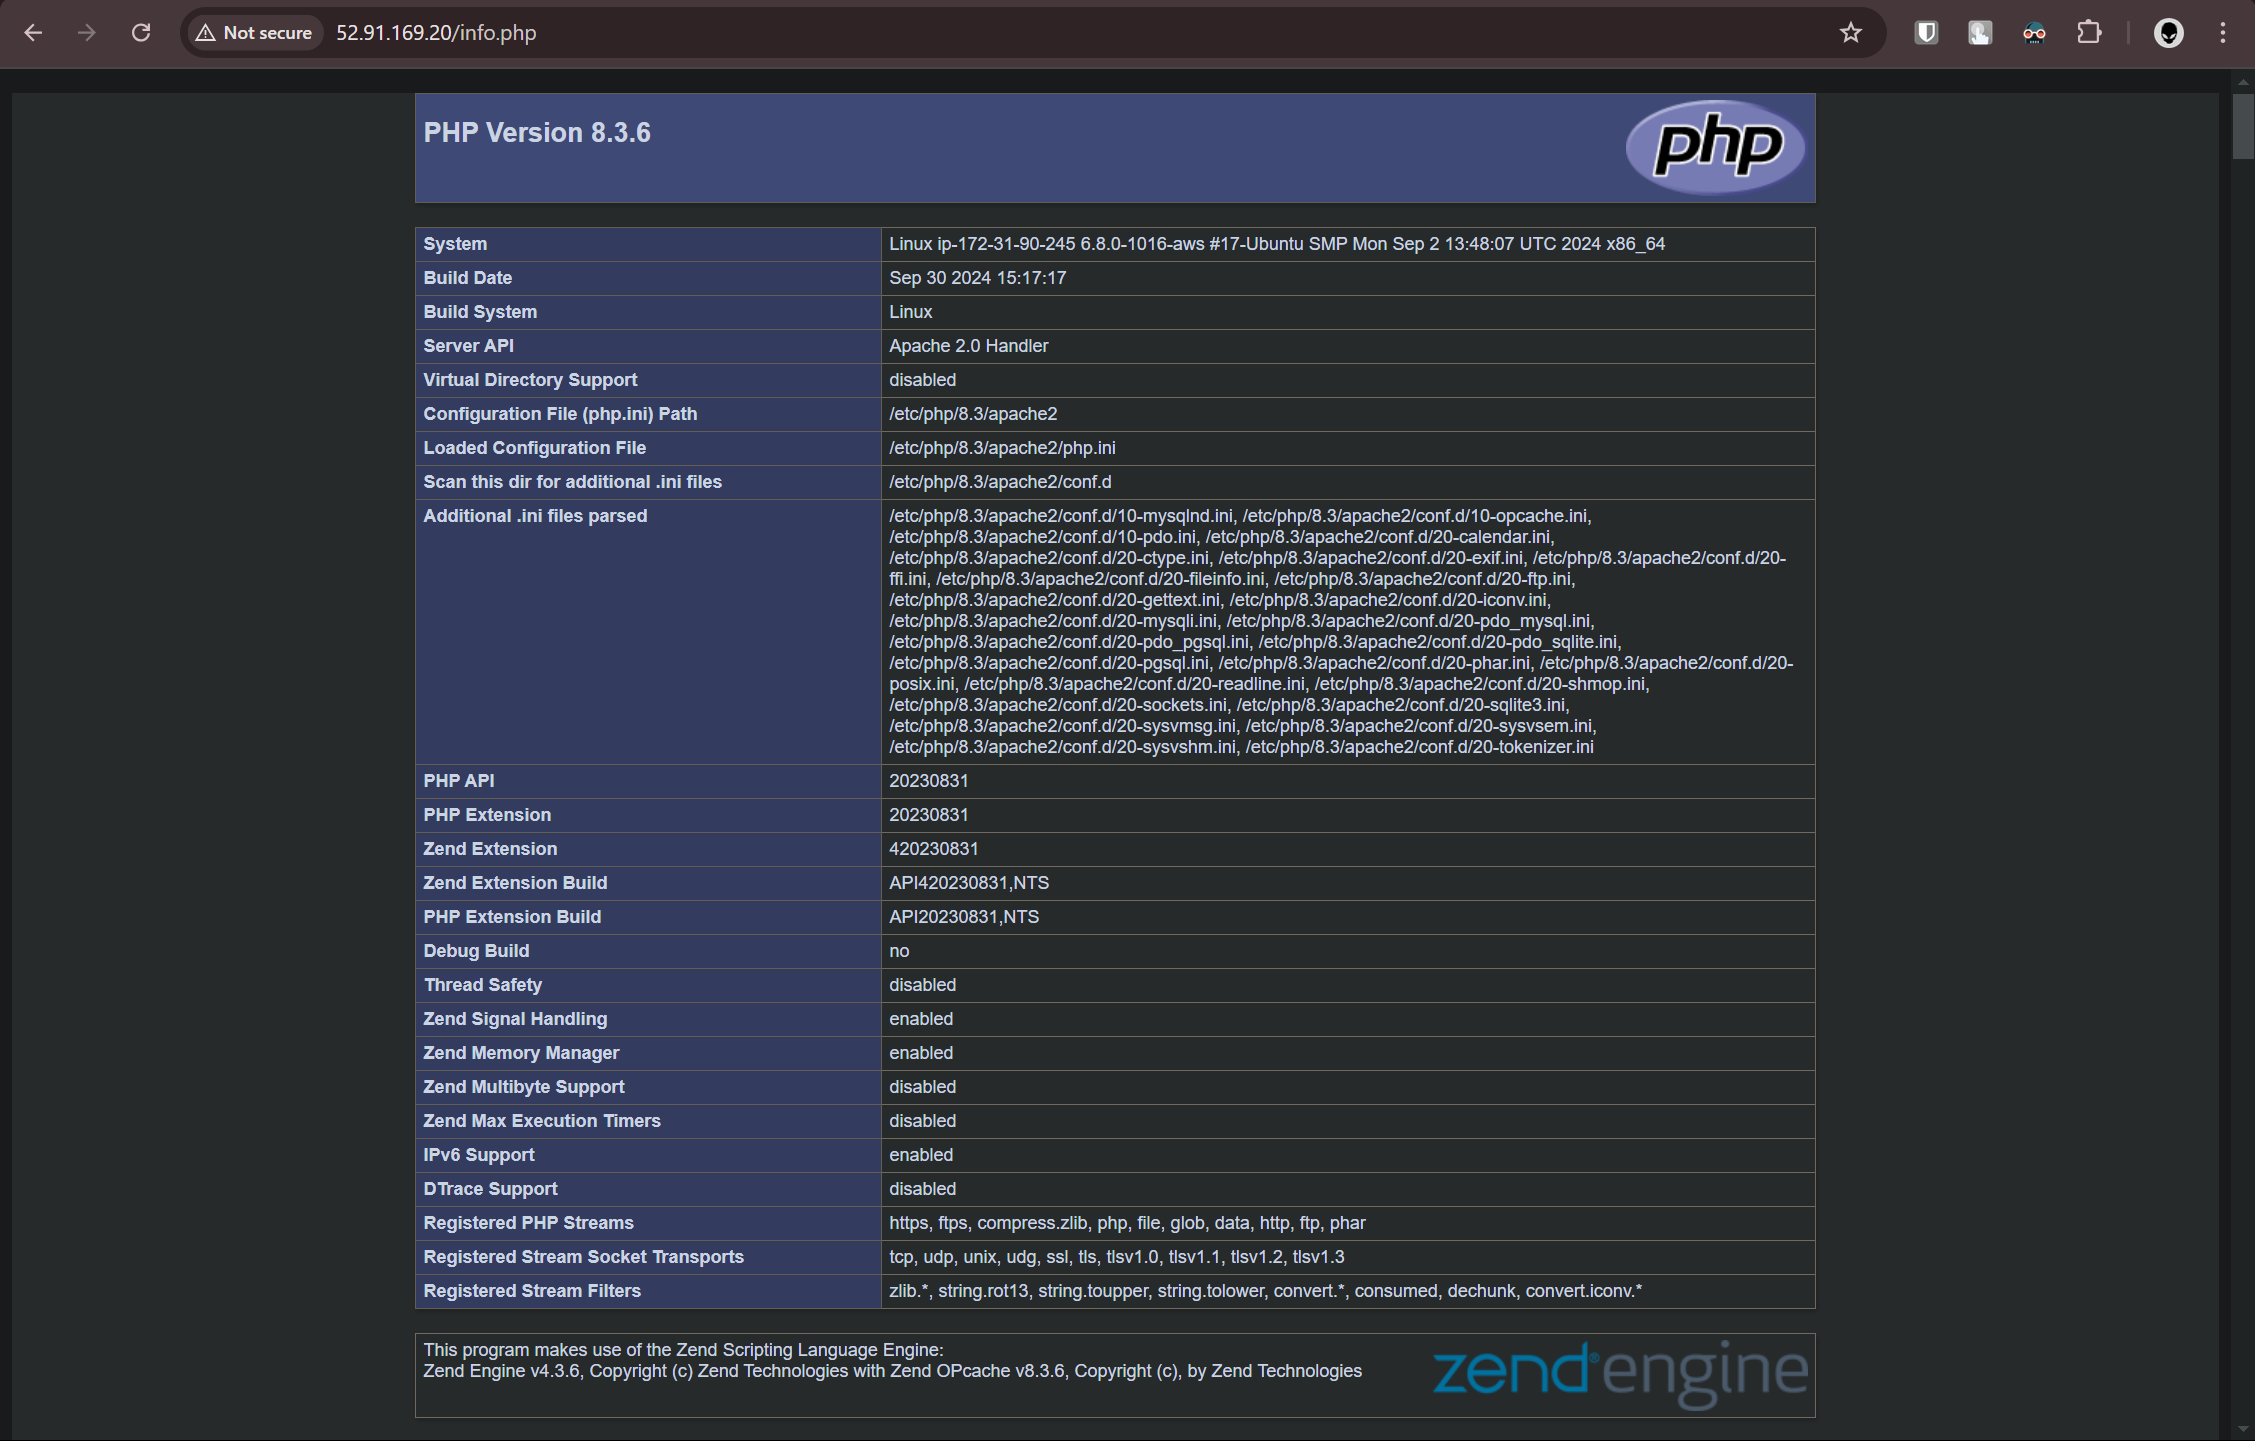 Not secure 52.91.169.20/info.php
PHP Version 8.3.6
php
System Linux ip-172-31-90-245 6.8.0-1016-aws #17-Ubuntu SMP Mon Sep 2 13:48:07 UTC 2024 x86_64
Build Date Sep 30 2024 15:17:17
Build System Linux
Server API Apache 2.0 Handler
Virtual Directory Support disabled
Configuration File (php.ini) Path /etc/php/8.3/apache2
Loaded Configuration File /etc/php/8.3/apache2/php.ini
Scan this dir for additional .ini files /etc/php/8.3/apache2/conf.d
Additional .ini files parsed /etc/php/8.3/apache2/conf.d/10-mysqlnd.ini, /etc/php/8.3/apache2/conf.d/10-opcache.ini,
/etc/php/8.3/apache2/conf.d/10-pdo.ini, /etc/php/8.3/apache2/conf.d/20-calendar.ini,
/etc/php/8.3/apache2/conf.d/20-ctype.ini, /etc/php/8.3/apache2/conf.d/20-exif.ini, /etc/php/8.3/apache2/conf.d/20-
ffi.ini, /etc/php/8.3/apache2/conf.d/20-fileinfo.ini, /etc/php/8.3/apache2/conf.d/20-ftp.ini,
/etc/php/8.3/apache2/conf.d/20-gettext.ini, /etc/php/8.3/apache2/conf.d/20-iconv.ini,
/etc/php/8.3/apache2/conf.d/20-mysqli.ini, /etc/php/8.3/apache2/conf.d/20-pdo_mysql.ini,
/etc/php/8.3/apache2/conf.d/20-pdo_pgsql.ini, /etc/php/8.3/apache2/conf.d/20-pdo_sqlite.ini,
/etc/php/8.3/apache2/conf.d/20-pgsql.ini, /etc/php/8.3/apache2/conf.d/20-phar.ini, /etc/php/8.3/apache2/conf.d/20-
posix.ini, /etc/php/8.3/apache2/conf.d/20-readline.ini, /etc/php/8.3/apache2/conf.d/20-shmop.ini,
/etc/php/8.3/apache2/conf.d/20-sockets.ini, /etc/php/8.3/apache2/conf.d/20-sqlite3.ini,
/etc/php/8.3/apache2/conf.d/20-sysvmsg.ini, /etc/php/8.3/apache2/conf.d/20-sysvsem.ini,
/etc/php/8.3/apache2/conf.d/20-sysvshm.ini, /etc/php/8.3/apache2/conf.d/20-tokenizer.ini
PHP API 20230831
PHP Extension 20230831
Zend Extension 420230831
Zend Extension Build API420230831,NTS
PHP Extension Build API20230831,NTS
Debug Build no
Thread Safety disabled
Zend Signal Handling enabled
Zend Memory Manager enabled
Zend Multibyte Support disabled
Zend Max Execution Timers disabled
IPv6 Support enabled
DTrace Support disabled
Registered PHP Streams https, ftps, compress.zlib, php, file, glob, data, http, ftp, phar
Registered Stream Socket Transports tcp, udp, unix, udg, ssl, tls, tlsv1.0, tlsv1.1, tlsv1.2, tlsv1.3
Registered Stream Filters zlib.*, string.rot13, string.toupper, string.tolower, convert.*, consumed, dechunk, convert.iconv.*
This program makes use of the Zend Scripting Language Engine:
Zend Engine v4.3.6, Copyright (c) Zend Technologies with Zend OPcache v8.3.6, Copyright (c), by Zend Technologies
zend® engine